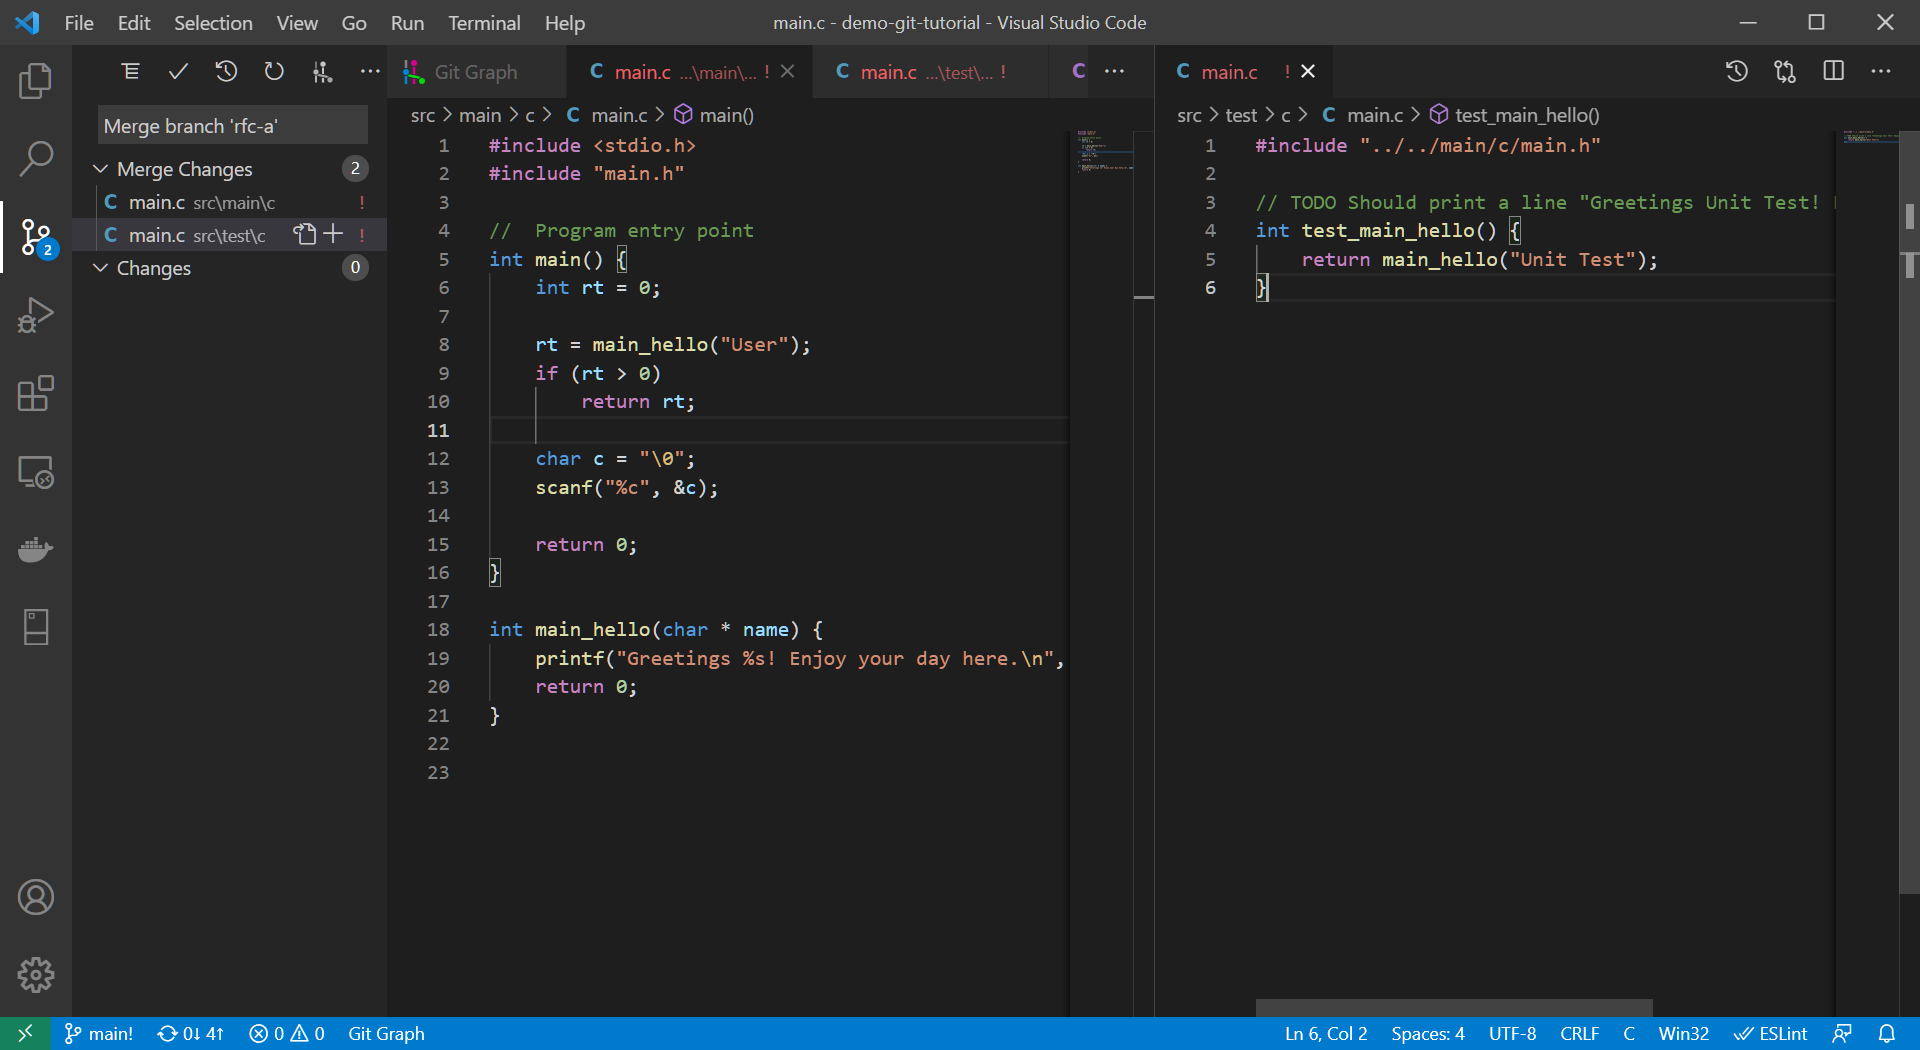 File Edit Selection View Go Run Terminal Help
main.c - demo-git-tutorial - Visual Studio Code
Merge branch 'rfc-a'
Merge Changes 2
C main.c src\main\c !
C main.c src\test\c !
Changes 0
2
Git Graph
C main.c ...\main\... !
C main.c ...\test\... !
C
src > main > c > C main.c > main()
1 #include <stdio.h>
2 #include "main.h"
3
4 //  Program entry point
5 int main() {
6     int rt = 0;
7
8     rt = main_hello("User");
9     if (rt > 0)
10         return rt;
11
12     char c = "\0";
13     scanf("%c", &c);
14
15     return 0;
16 }
17
18 int main_hello(char * name) {
19     printf("Greetings %s! Enjoy your day here.\n",
20     return 0;
21 }
22
23
C main.c !
src > test > c > C main.c > test_main_hello()
1 #include "../../main/c/main.h"
2
3 // TODO Should print a line "Greetings Unit Test!
4 int test_main_hello() {
5     return main_hello("Unit Test");
6 }
main! 0↓ 4↑ 0 0 Git Graph
Ln 6, Col 2 Spaces: 4 UTF-8 CRLF C Win32 ESLint